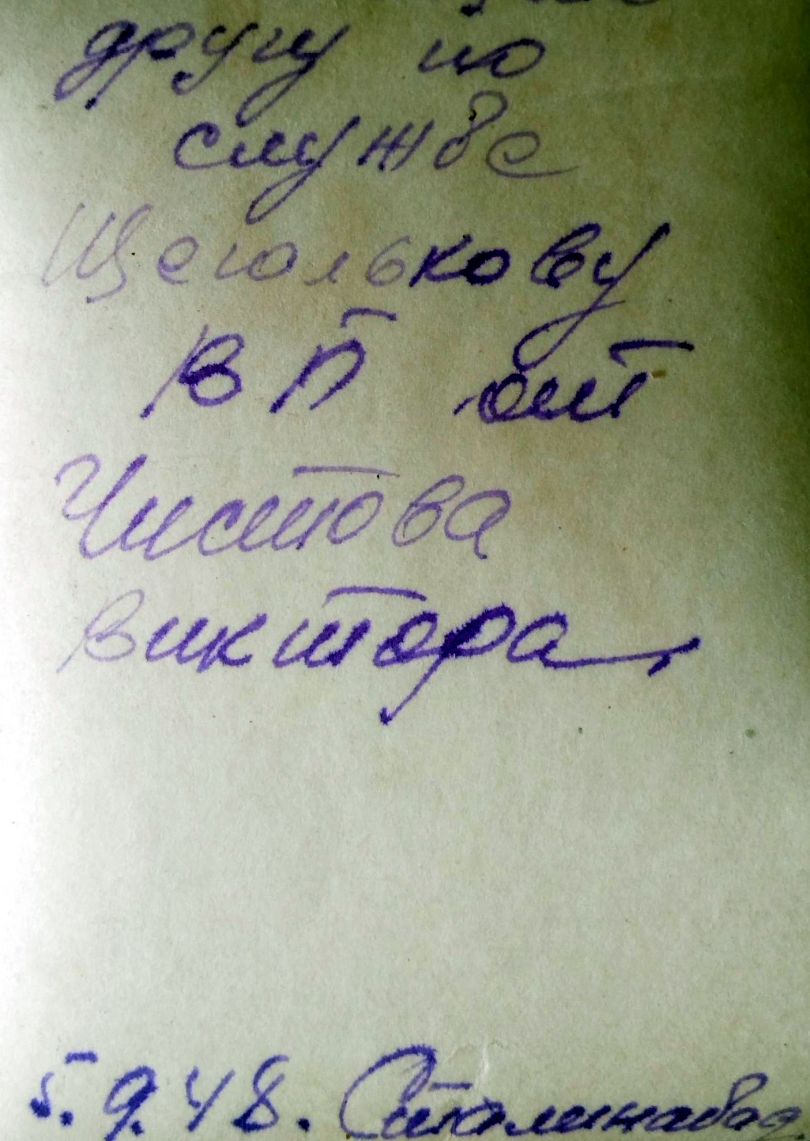 другу по
службе
Щеголькову
В П от
Чистова
Виктора.
5.9.48. Сталинабад